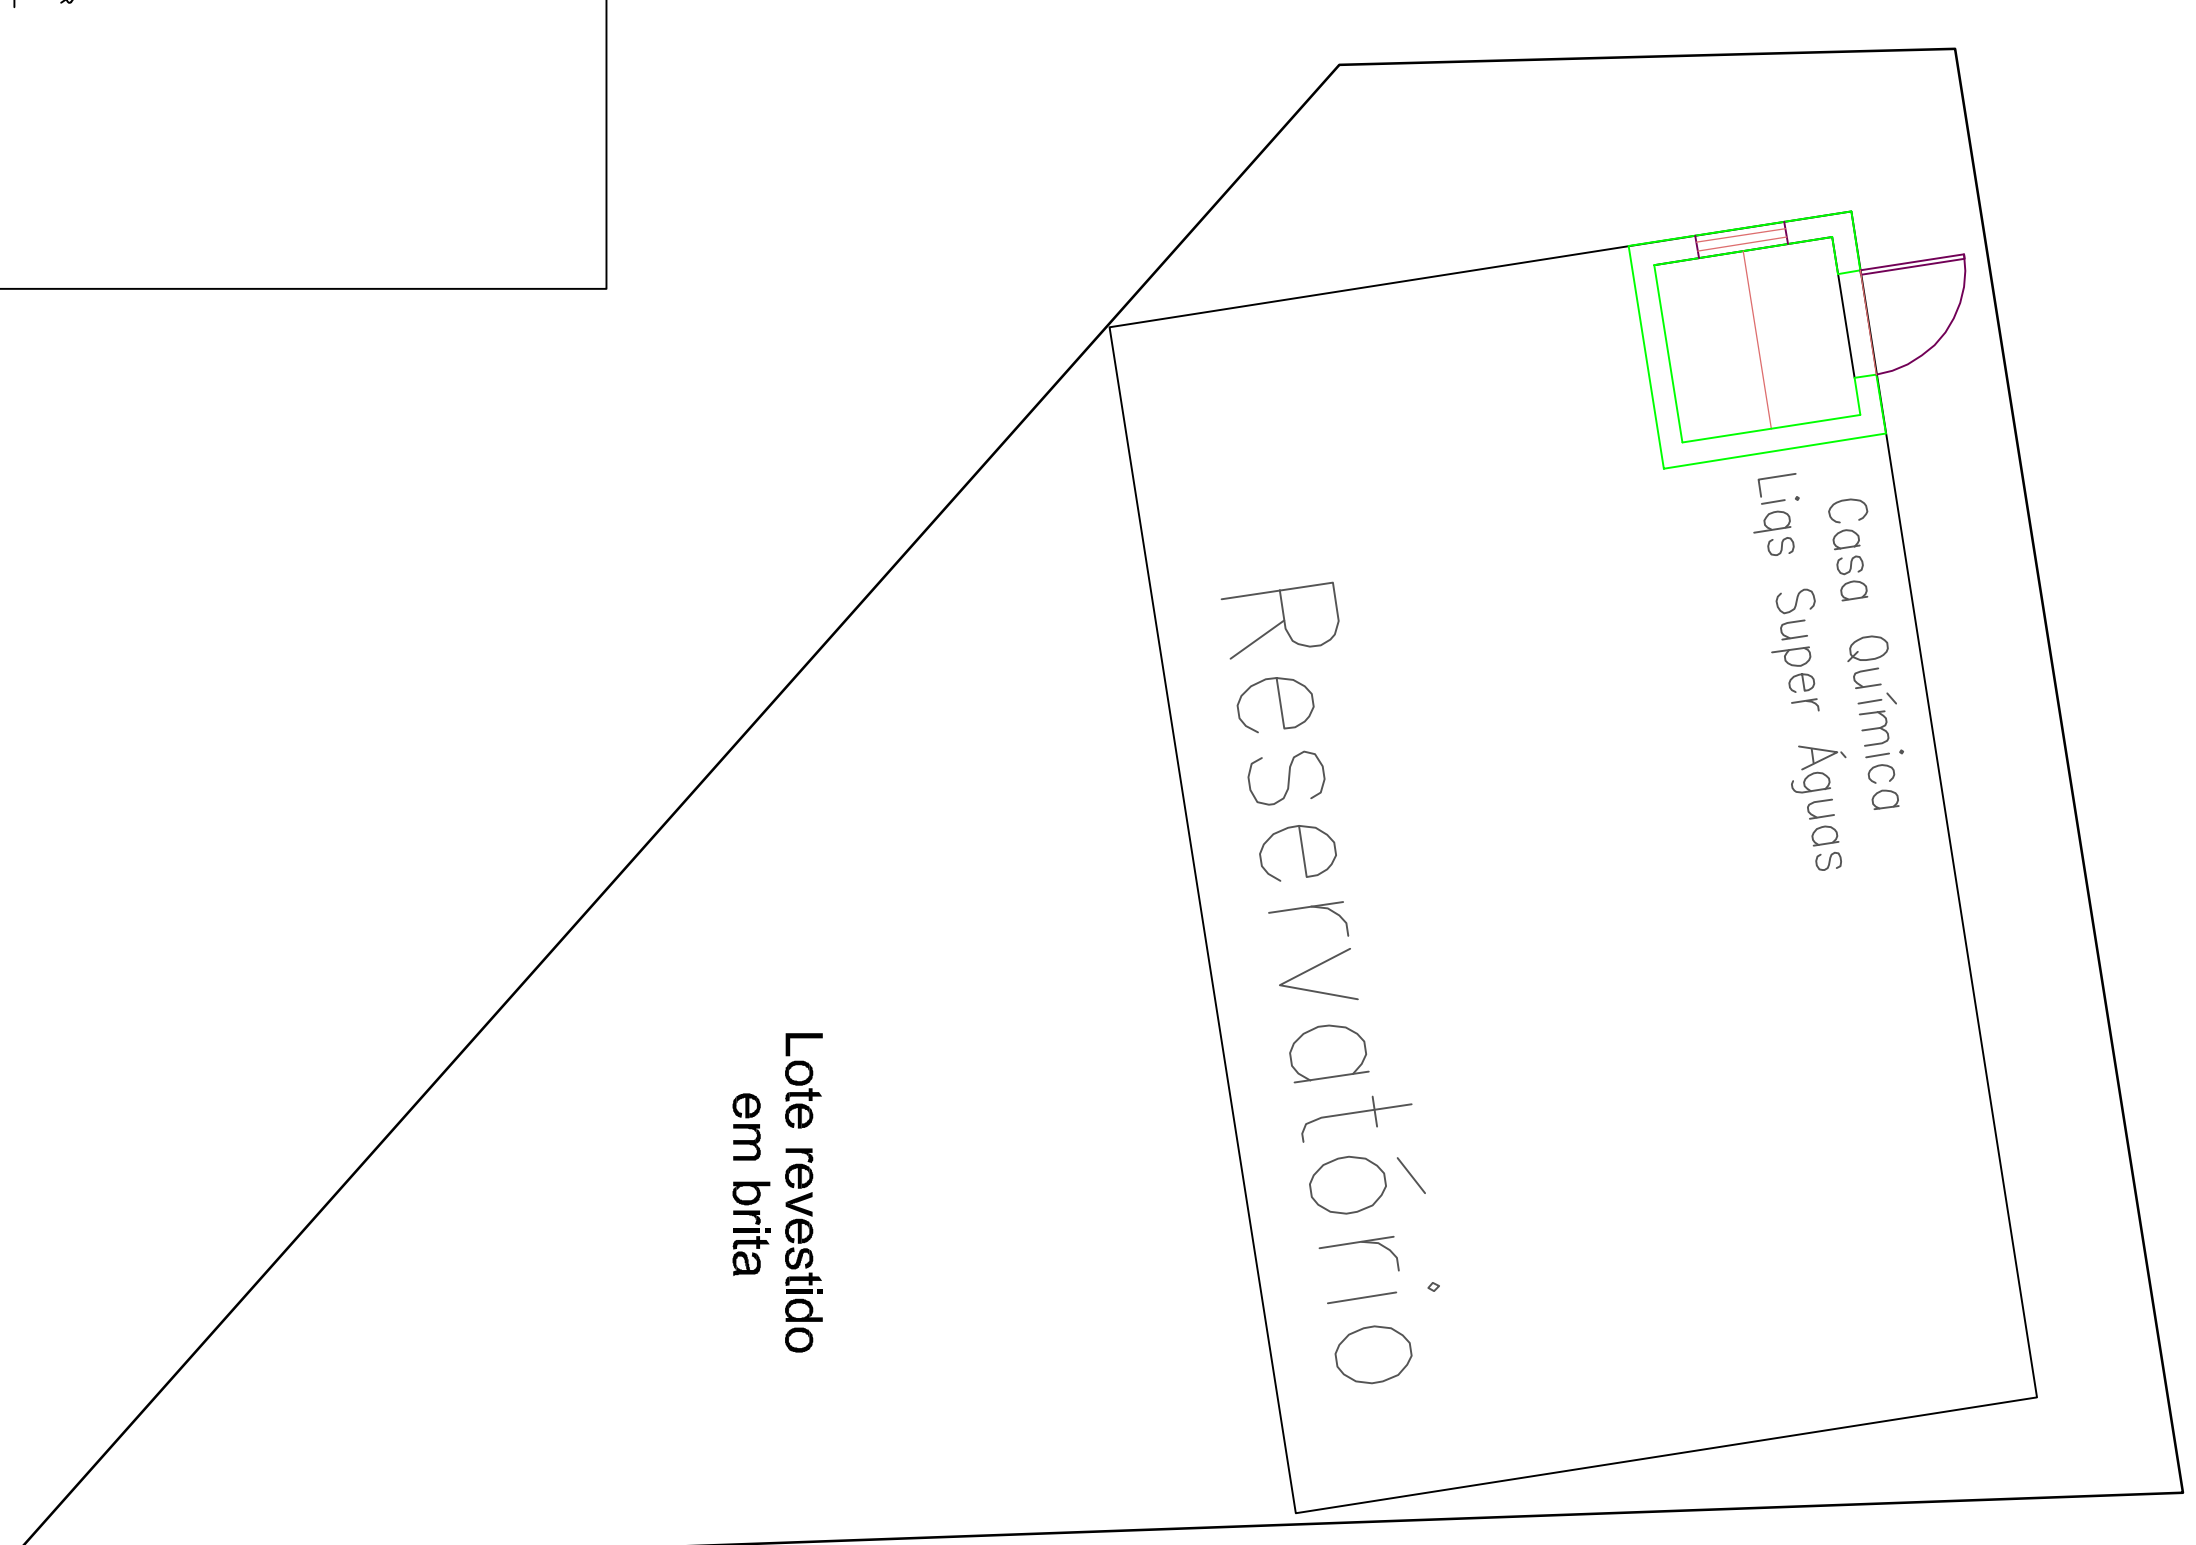 Casa Química
Liqs Super Águas
Reservatório
Lote revestido
em brita